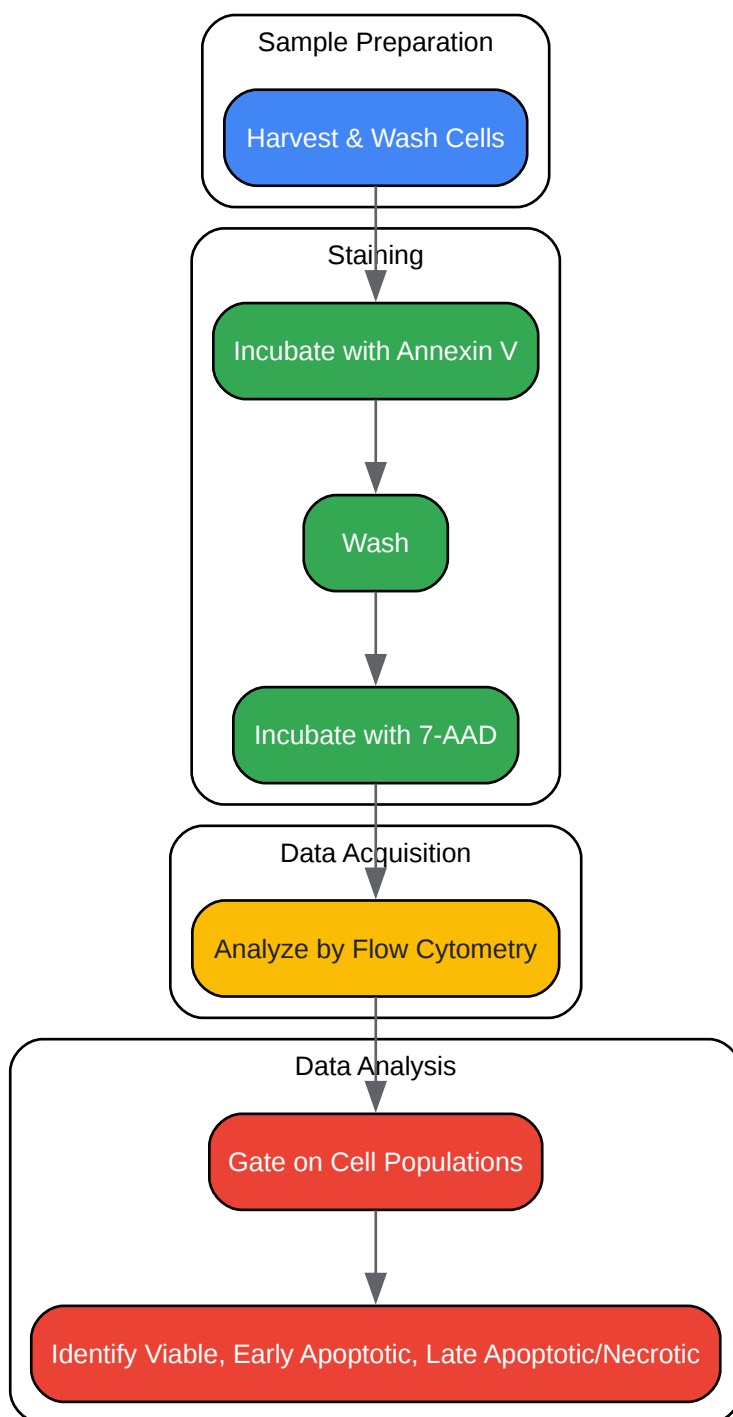 Sample Preparation
Harvest & Wash Cells
Staining
Incubate with Annexin V
Wash
Incubate with 7-AAD
Data Acquisition
Analyze by Flow Cytometry
Data Analysis
Gate on Cell Populations
Identify Viable, Early Apoptotic, Late Apoptotic/Necrotic